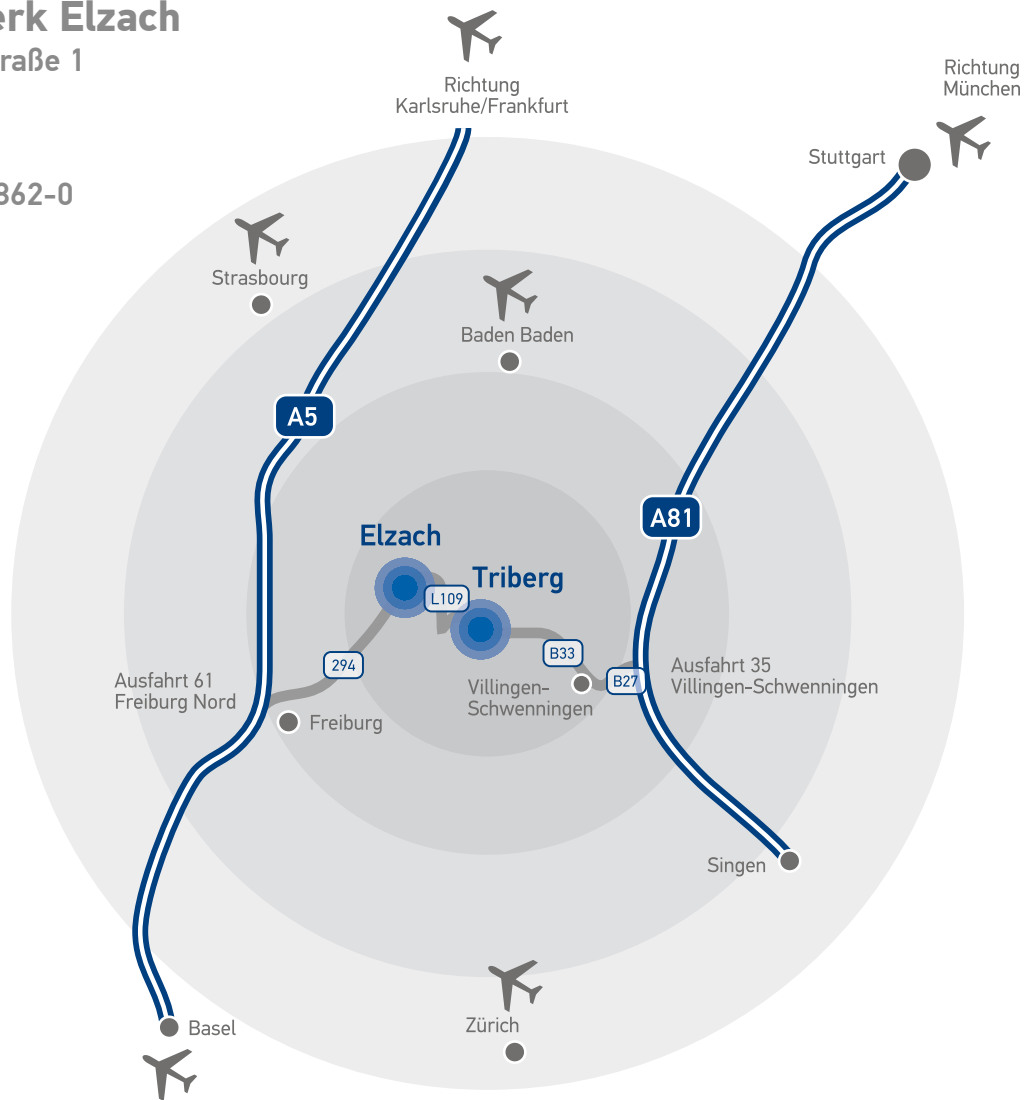 erk Elzach
raße 1
362-0
Richtung
Karlsruhe/Frankfurt
Richtung
München
Stuttgart
Strasbourg
Baden Baden
A5
A81
Elzach
Triberg
L109
294
B33
B27
Ausfahrt 61
Freiburg Nord
Ausfahrt 35
Villingen-Schwenningen
Villingen-
Schwenningen
Freiburg
Singen
Zürich
Basel